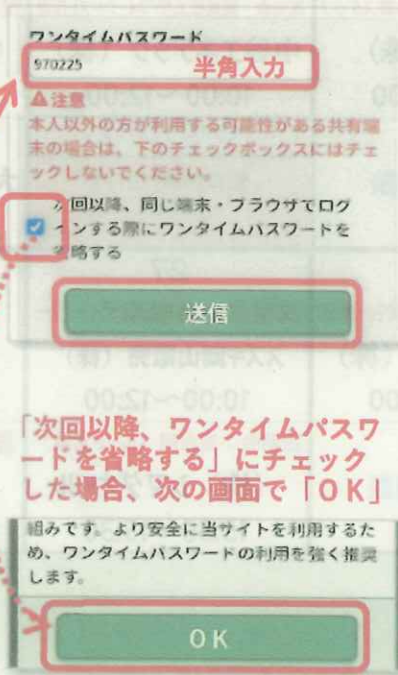 ワンタイムパスワード
970225
半角入力
注意
本人以外の方が利用する可能性がある共有端
末の場合は、下のチェックボックスにはチェ
ックしないでください。
次回以降、同じ端末・ブラウザでログ
インする際にワンタイムパスワードを
省略する
送信
「次回以降、ワンタイムパスワ
ードを省略する」にチェック
した場合、次の画面で「OK」
組みです。より安全に当サイトを利用するた
め、ワンタイムパスワードの利用を強く推奨
します。
OK